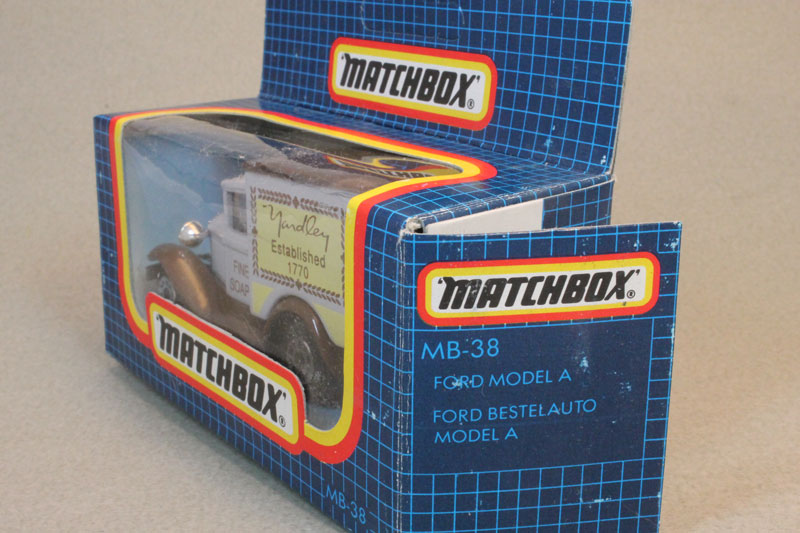 MATCHBOX®
Yardley
Established
1770
FINE
SOAP
MATCHBOX®
MB-38
MATCHBOX®
MB-38
FORD MODEL A
FORD BESTELAUTO
MODEL A